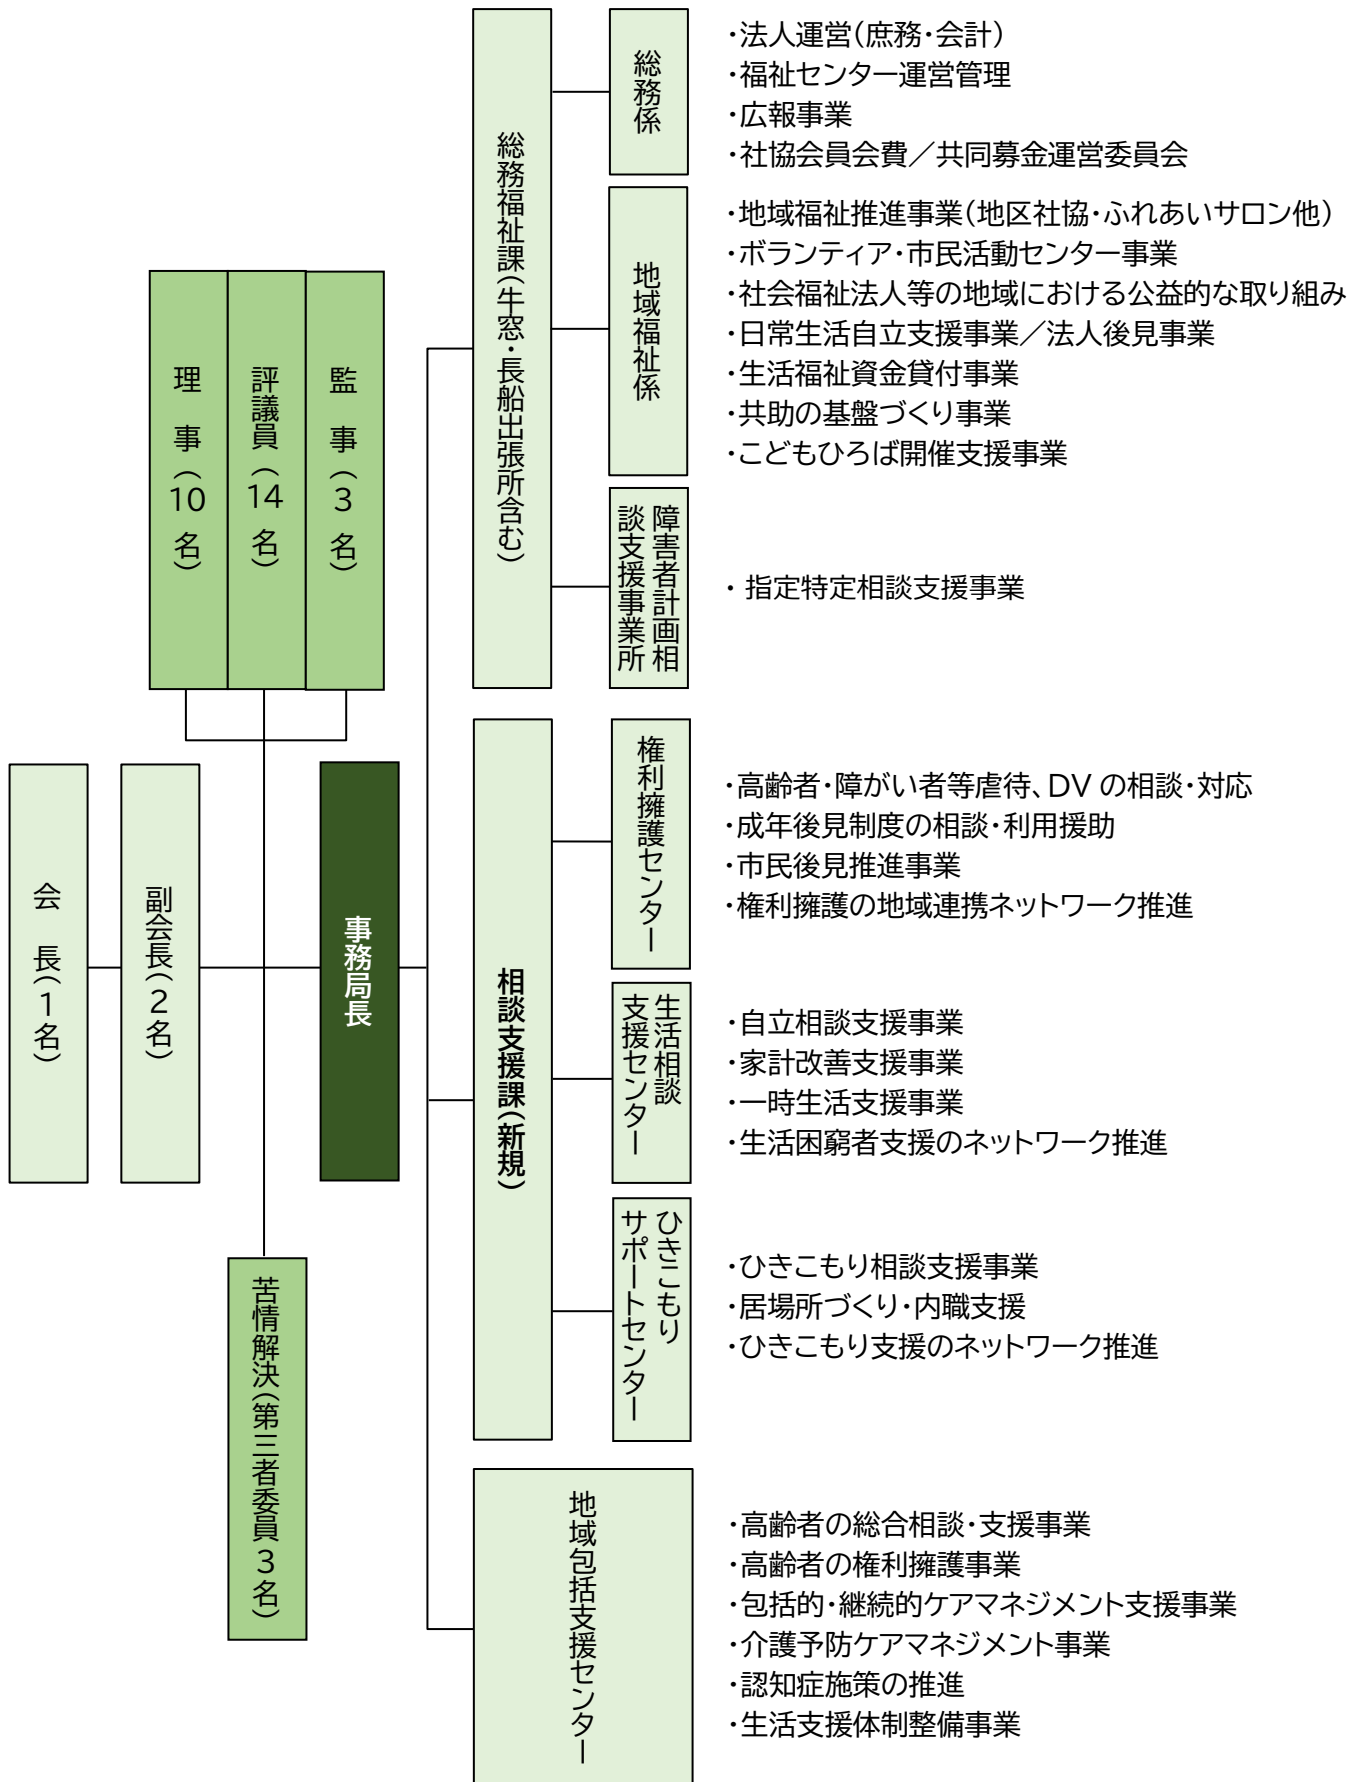 会　長（１名）
副会長（２名）
理　事（10 名）
評議員（14 名）
監　事（３名）
苦情解決（第三者委員３名）
事務局長
総務福祉課（牛窓・長船出張所含む）
総務係
・法人運営（庶務・会計）
・福祉センター運営管理
・広報事業
・社協会員会費／共同募金運営委員会
地域福祉係
・地域福祉推進事業（地区社協・ふれあいサロン他）
・ボランティア・市民活動センター事業
・社会福祉法人等の地域における公益的な取り組み
・日常生活自立支援事業／法人後見事業
・生活福祉資金貸付事業
・共助の基盤づくり事業
・こどもひろば開催支援事業
障害者計画相
談支援事業所
・ 指定特定相談支援事業
相談支援課（新規）
権利擁護センター
・高齢者・障がい者等虐待、DV の相談・対応
・成年後見制度の相談・利用援助
・市民後見推進事業
・権利擁護の地域連携ネットワーク推進
生活相談
支援センター
・自立相談支援事業
・家計改善支援事業
・一時生活支援事業
・生活困窮者支援のネットワーク推進
ひきこもり
サポートセンター
・ひきこもり相談支援事業
・居場所づくり・内職支援
・ひきこもり支援のネットワーク推進
地域包括支援センター
・高齢者の総合相談・支援事業
・高齢者の権利擁護事業
・包括的・継続的ケアマネジメント支援事業
・介護予防ケアマネジメント事業
・認知症施策の推進
・生活支援体制整備事業